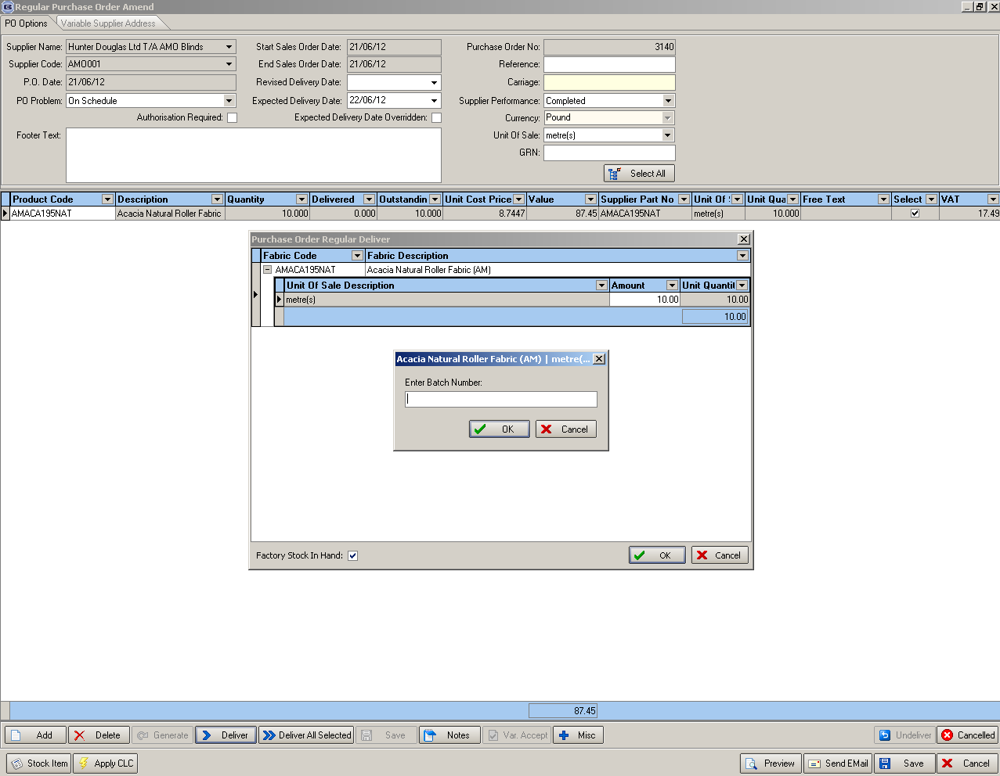 Regular Purchase Order Amend
PO Options Variable Supplier Address
Supplier Name: Hunter Douglas Ltd T/A AMO Blinds Start Sales Order Date: 21/06/12 Purchase Order No: 3140
Supplier Code: AMO001 End Sales Order Date: 21/06/12 Reference:
P.O. Date: 21/06/12 Revised Delivery Date: Carriage:
PO Problem: On Schedule Expected Delivery Date: 22/06/12 Supplier Performance: Completed
Authorisation Required: Expected Delivery Date Overridden: Currency: Pound
Footer Text: Unit Of Sale: metre(s)
GRN:
Select All
Product Code Description Quantity Delivered Outstandin Unit Cost Price Value Supplier Part No Unit Of Unit Qua Free Text Select VAT
AMACA195NAT Acacia Natural Roller Fabric 10.000 0.000 10.000 8.7447 87.45 AMACA195NAT metre(s) 10.000 17.49
Purchase Order Regular Deliver
Fabric Code Fabric Description
AMACA195NAT Acacia Natural Roller Fabric (AM)
Unit Of Sale Description Amount Unit Quantit
metre(s) 10.00 10.00
10.00
Acacia Natural Roller Fabric (AM) | metre(...
Enter Batch Number:
OK Cancel
Factory Stock In Hand: OK Cancel
87.45
Add Delete Generate Deliver Deliver All Selected Save Notes Var. Accept Misc Undeliver Cancelled
Stock Item Apply CLC Preview Send EMail Save Cancel